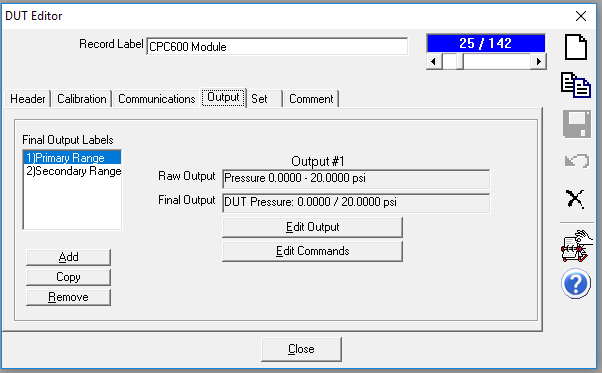 DUT Editor
Record Label CPC600 Module
25 / 142
Header Calibration Communications Output Set Comment
Final Output Labels
1)Primary Range
2)Secondary Range
Output #1
Raw Output Pressure 0.0000 - 20.0000 psi
Final Output DUT Pressure: 0.0000 / 20.0000 psi
Edit Output
Edit Commands
Add
Copy
Remove
?
Close